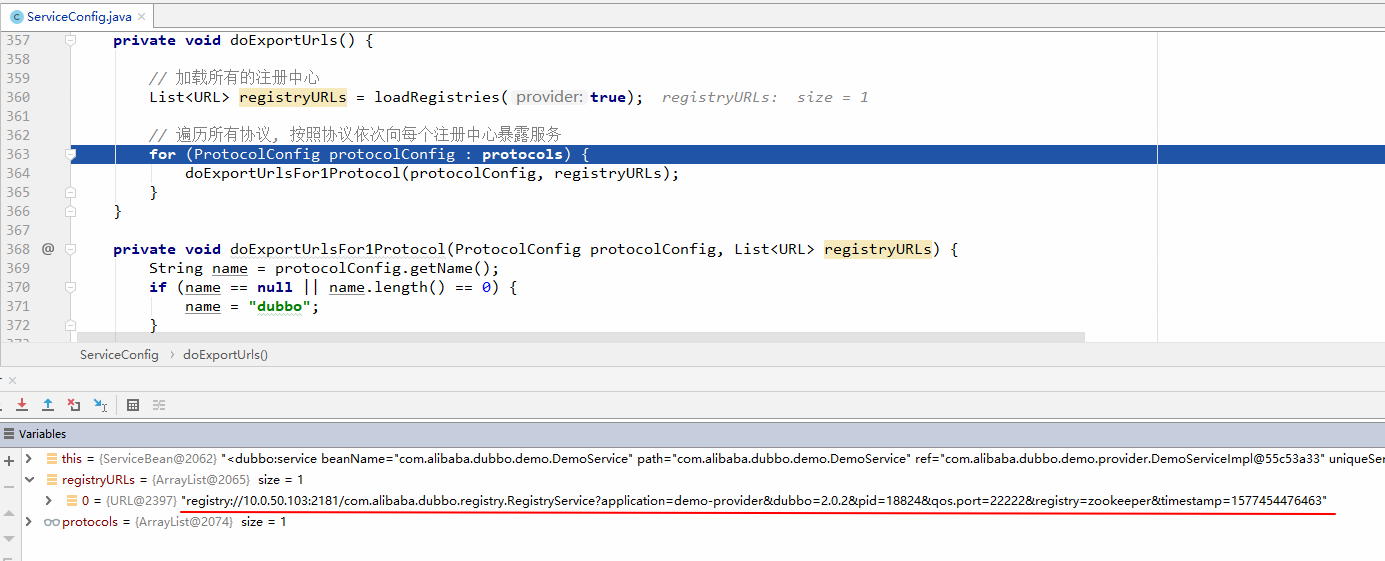 ServiceConfig.java
357 private void doExportUrls() {
358
359 // 加载所有的注册中心
360 List<URL> registryURLs = loadRegistries( provider: true); registryURLs: size = 1
361
362 // 遍历所有协议, 按照协议依次向每个注册中心暴露服务
363 for (ProtocolConfig protocolConfig : protocols) {
364 doExportUrlsFor1Protocol(protocolConfig, registryURLs);
365 }
366 }
367
368 @ private void doExportUrlsFor1Protocol(ProtocolConfig protocolConfig, List<URL> registryURLs) {
369 String name = protocolConfig.getName();
370 if (name == null || name.length() == 0) {
371 name = "dubbo";
372 }
ServiceConfig › doExportUrls()
Variables
this = {ServiceBean@2062} "<dubbo:service beanName="com.alibaba.dubbo.demo.DemoService" path="com.alibaba.dubbo.demo.DemoService" ref="com.alibaba.dubbo.demo.provider.DemoServiceImpl@55c53a33" uniqueSer
registryURLs = {ArrayList@2065} size = 1
0 = {URL@2397} "registry://10.0.50.103:2181/com.alibaba.dubbo.registry.RegistryService?application=demo-provider&dubbo=2.0.2&pid=18824&qos.port=22222&registry=zookeeper&timestamp=1577454476463"
protocols = {ArrayList@2074} size = 1